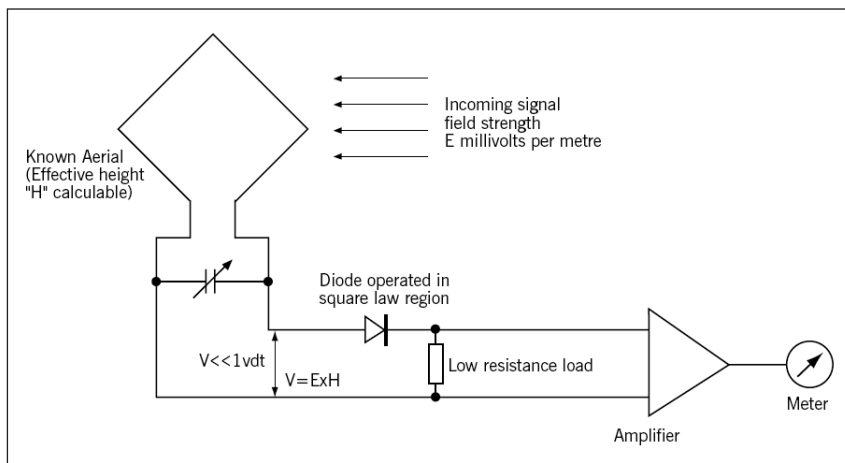 Incoming signal
field strength
E millivolts per metre
Known Aerial
(Effective height
"H" calculable)
Diode operated in
square law region
V<<1vdt
V=ExH
Low resistance load
Amplifier
Meter